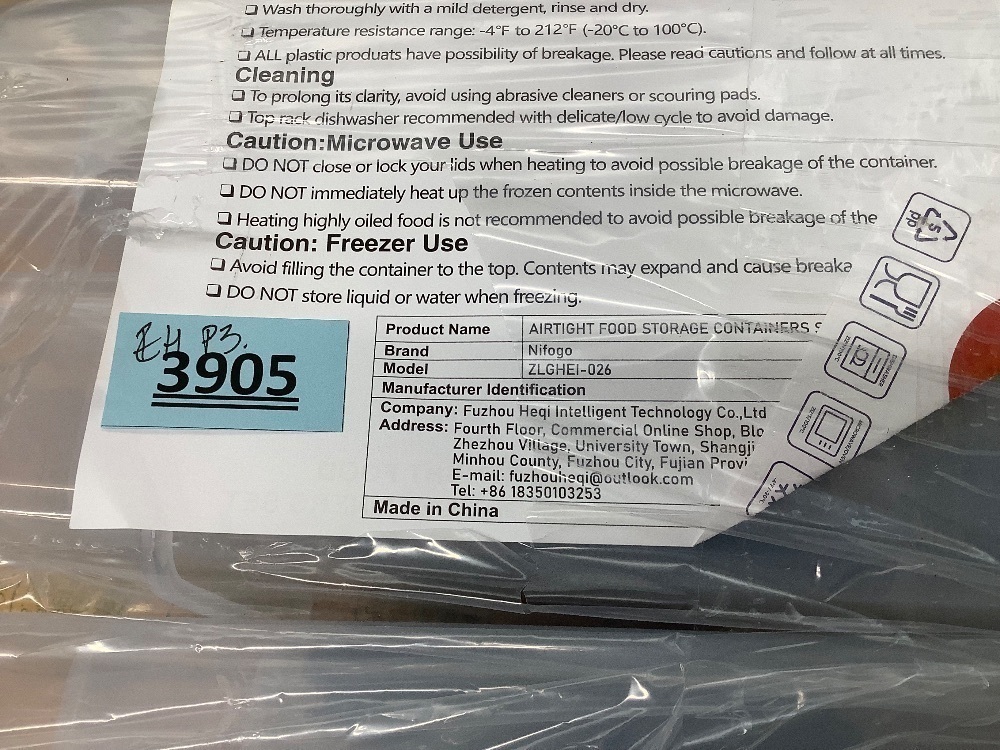 ❏ Wash thoroughly with a mild detergent, rinse and dry.
❏ Temperature resistance range: -4°F to 212°F (-20°C to 100°C).
❏ ALL plastic produats have possibility of breakage. Please read cautions and follow at all times.
Cleaning
❏ To prolong its clarity, avoid using abrasive cleaners or scouring pads.
❏ Top rack dishwasher recommended with delicate/low cycle to avoid damage.
Caution:Microwave Use
❏ DO NOT close or lock your lids when heating to avoid possible breakage of the container.
❏ DO NOT immediately heat up the frozen contents inside the microwave.
❏ Heating highly oiled food is not recommended to avoid possible breakage of the
Caution: Freezer Use
❏ Avoid filling the container to the top. Contents may expand and cause breaka
❏ DO NOT store liquid or water when freezing.
EH P3.
3905
Product Name AIRTIGHT FOOD STORAGE CONTAINERS S
Brand Nifogo
Model ZLGHEI-026
Manufacturer Identification
Company: Fuzhou Heqi Intelligent Technology Co.,Ltd
Address: Fourth Floor, Commercial Online Shop, Blo
Zhezhou Village, University Town, Shangji
Minhou County, Fuzhou City, Fujian Provi
E-mail: fuzhouheqi@outlook.com
Tel: +86 18350103253
Made in China
5
PP